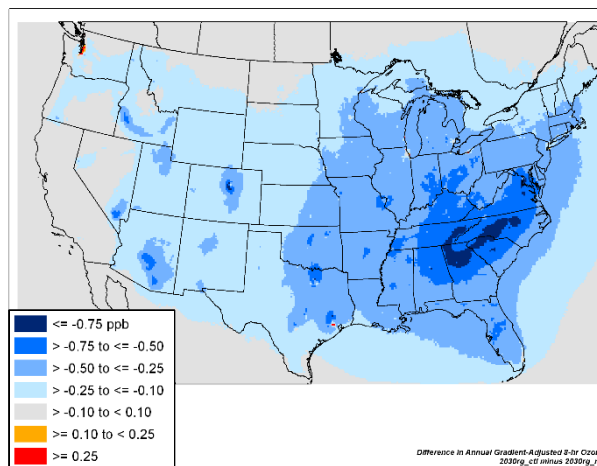 <= -0.75 ppb
> -0.75 to <= -0.50
> -0.50 to <= -0.25
> -0.25 to <= -0.10
> -0.10 to < 0.10
>= 0.10 to < 0.25
>= 0.25
Difference in Annual Gradient-Adjusted 8-hr Ozo
2030rg_ctl minus 2030rg_r